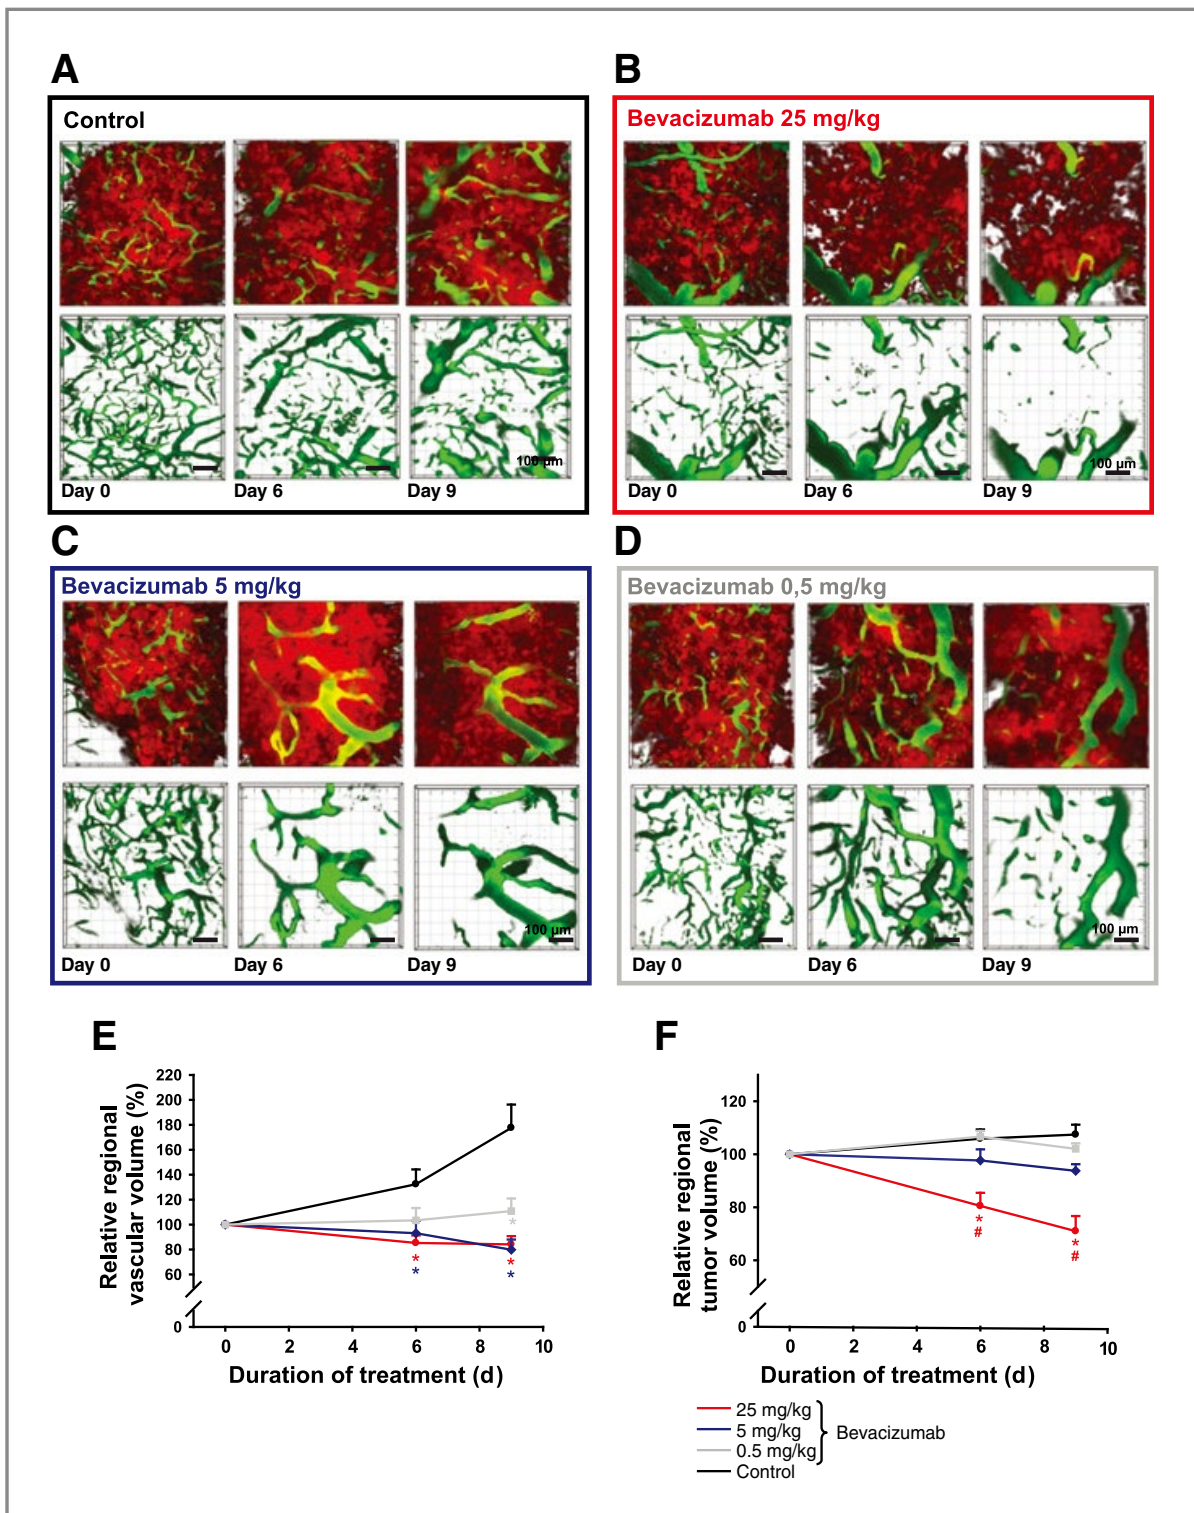 A
Control
Day 0
Day 6
Day 9
100 µm
B
Bevacizumab 25 mg/kg
Day 0
Day 6
Day 9
100 µm
C
Bevacizumab 5 mg/kg
Day 0
Day 6
Day 9
100 µm
D
Bevacizumab 0,5 mg/kg
Day 0
Day 6
Day 9
100 µm
E
Relative regional
vascular volume (%)
220
200
180
160
140
120
100
80
60
0
* * * * *
0 2 4 6 8 10
Duration of treatment (d)
F
Relative regional
tumor volume (%)
120
100
80
60
0
* *
# #
0 2 4 6 8 10
Duration of treatment (d)
25 mg/kg
5 mg/kg
0.5 mg/kg
Bevacizumab
Control